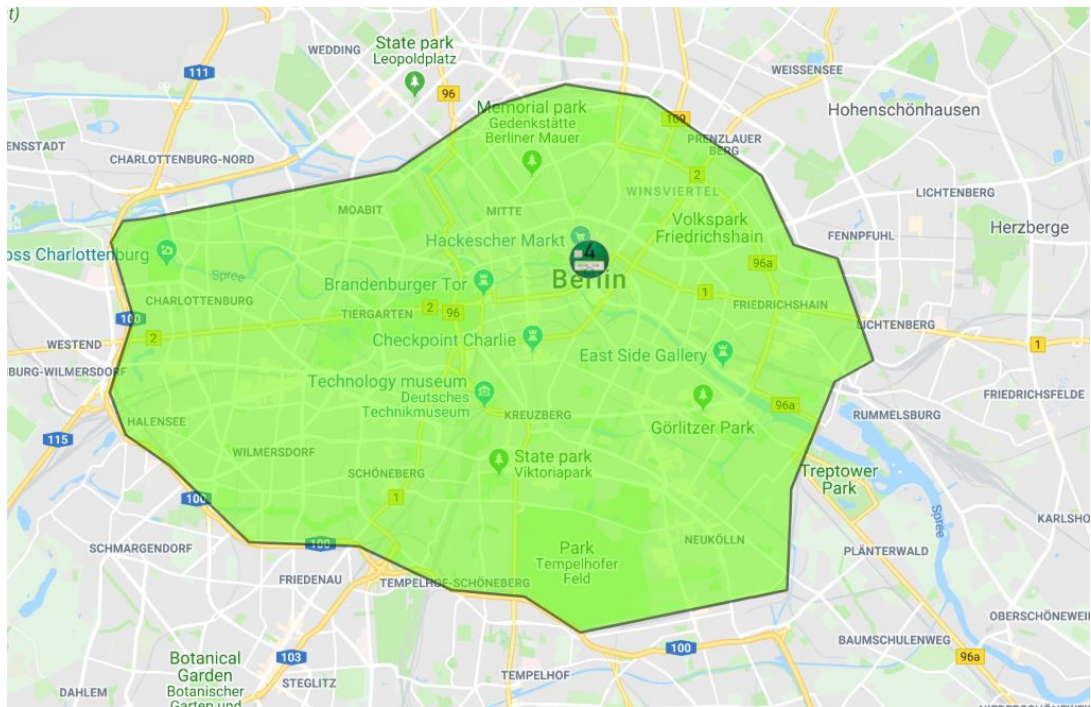 State park
Leopoldplatz
WEDDING
111
96
WEISSENSEE
Hohenschönhausen
Memorial park
Gedenkstätte
Berliner Mauer
109
PRENZLAUER
BERG
ENSSTADT
CHARLOTTENBURG-NORD
2
WINSVIERTEL
LICHTENBERG
MOABIT
MITTE
Volkspark
Friedrichshain
Herzberge
FENNPFUHL
Hackescher Markt
4
oss Charlottenburg
Spree
96a
Berlin
Brandenburger Tor
CHARLOTTENBURG
1
FRIEDRICHSHAIN
TIERGARTEN
2
96
100
LICHTENBERG
2
WESTEND
Checkpoint Charlie
East Side Gallery
1
BURG-WILMERSDORF
Technology museum
Deutsches
Technikmuseum
FRIEDRICHSFELDE
96a
HALENSEE
KREUZBERG
Görlitzer Park
RUMMELSBURG
115
WILMERSDORF
State park
Viktoriapark
SCHÖNEBERG
Treptower
Park
100
1
Spree
KARLSHO
SCHMARGENDORF
100
Park
Tempelhofer
Feld
NEUKÖLLN
PLÄNTERWALD
FRIEDENAU
TEMPELHOF-SCHÖNEBERG
OBERSCHÖNEWEI
BAUMSCHULENWEG
100
96a
Botanical
Garden
Botanischer
Garten und
103
STEGLITZ
TEMPELHOF
DAHLEM
NIEDERSCHÖNEWE